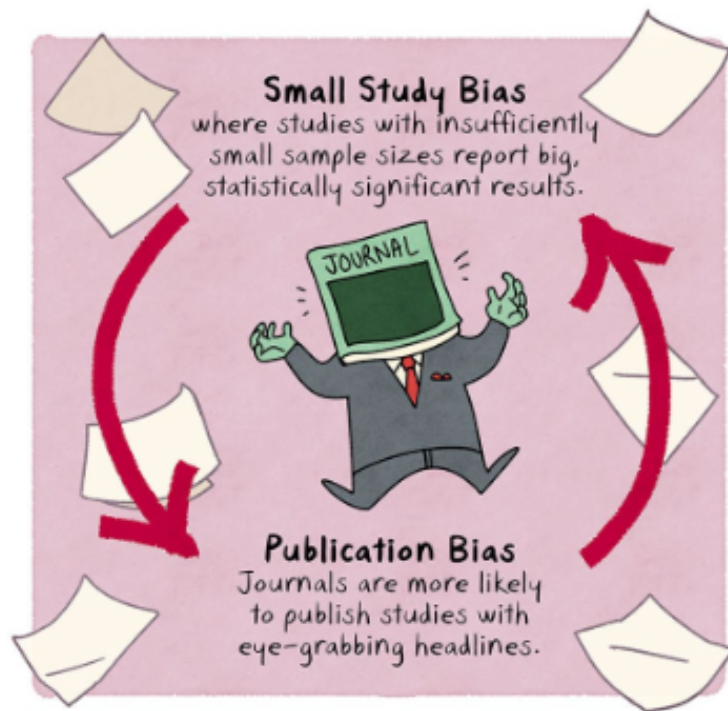 Small Study Bias
where studies with insufficiently
small sample sizes report big,
statistically significant results.
JOURNAL
Publication Bias
Journals are more likely
to publish studies with
eye-grabbing headlines.